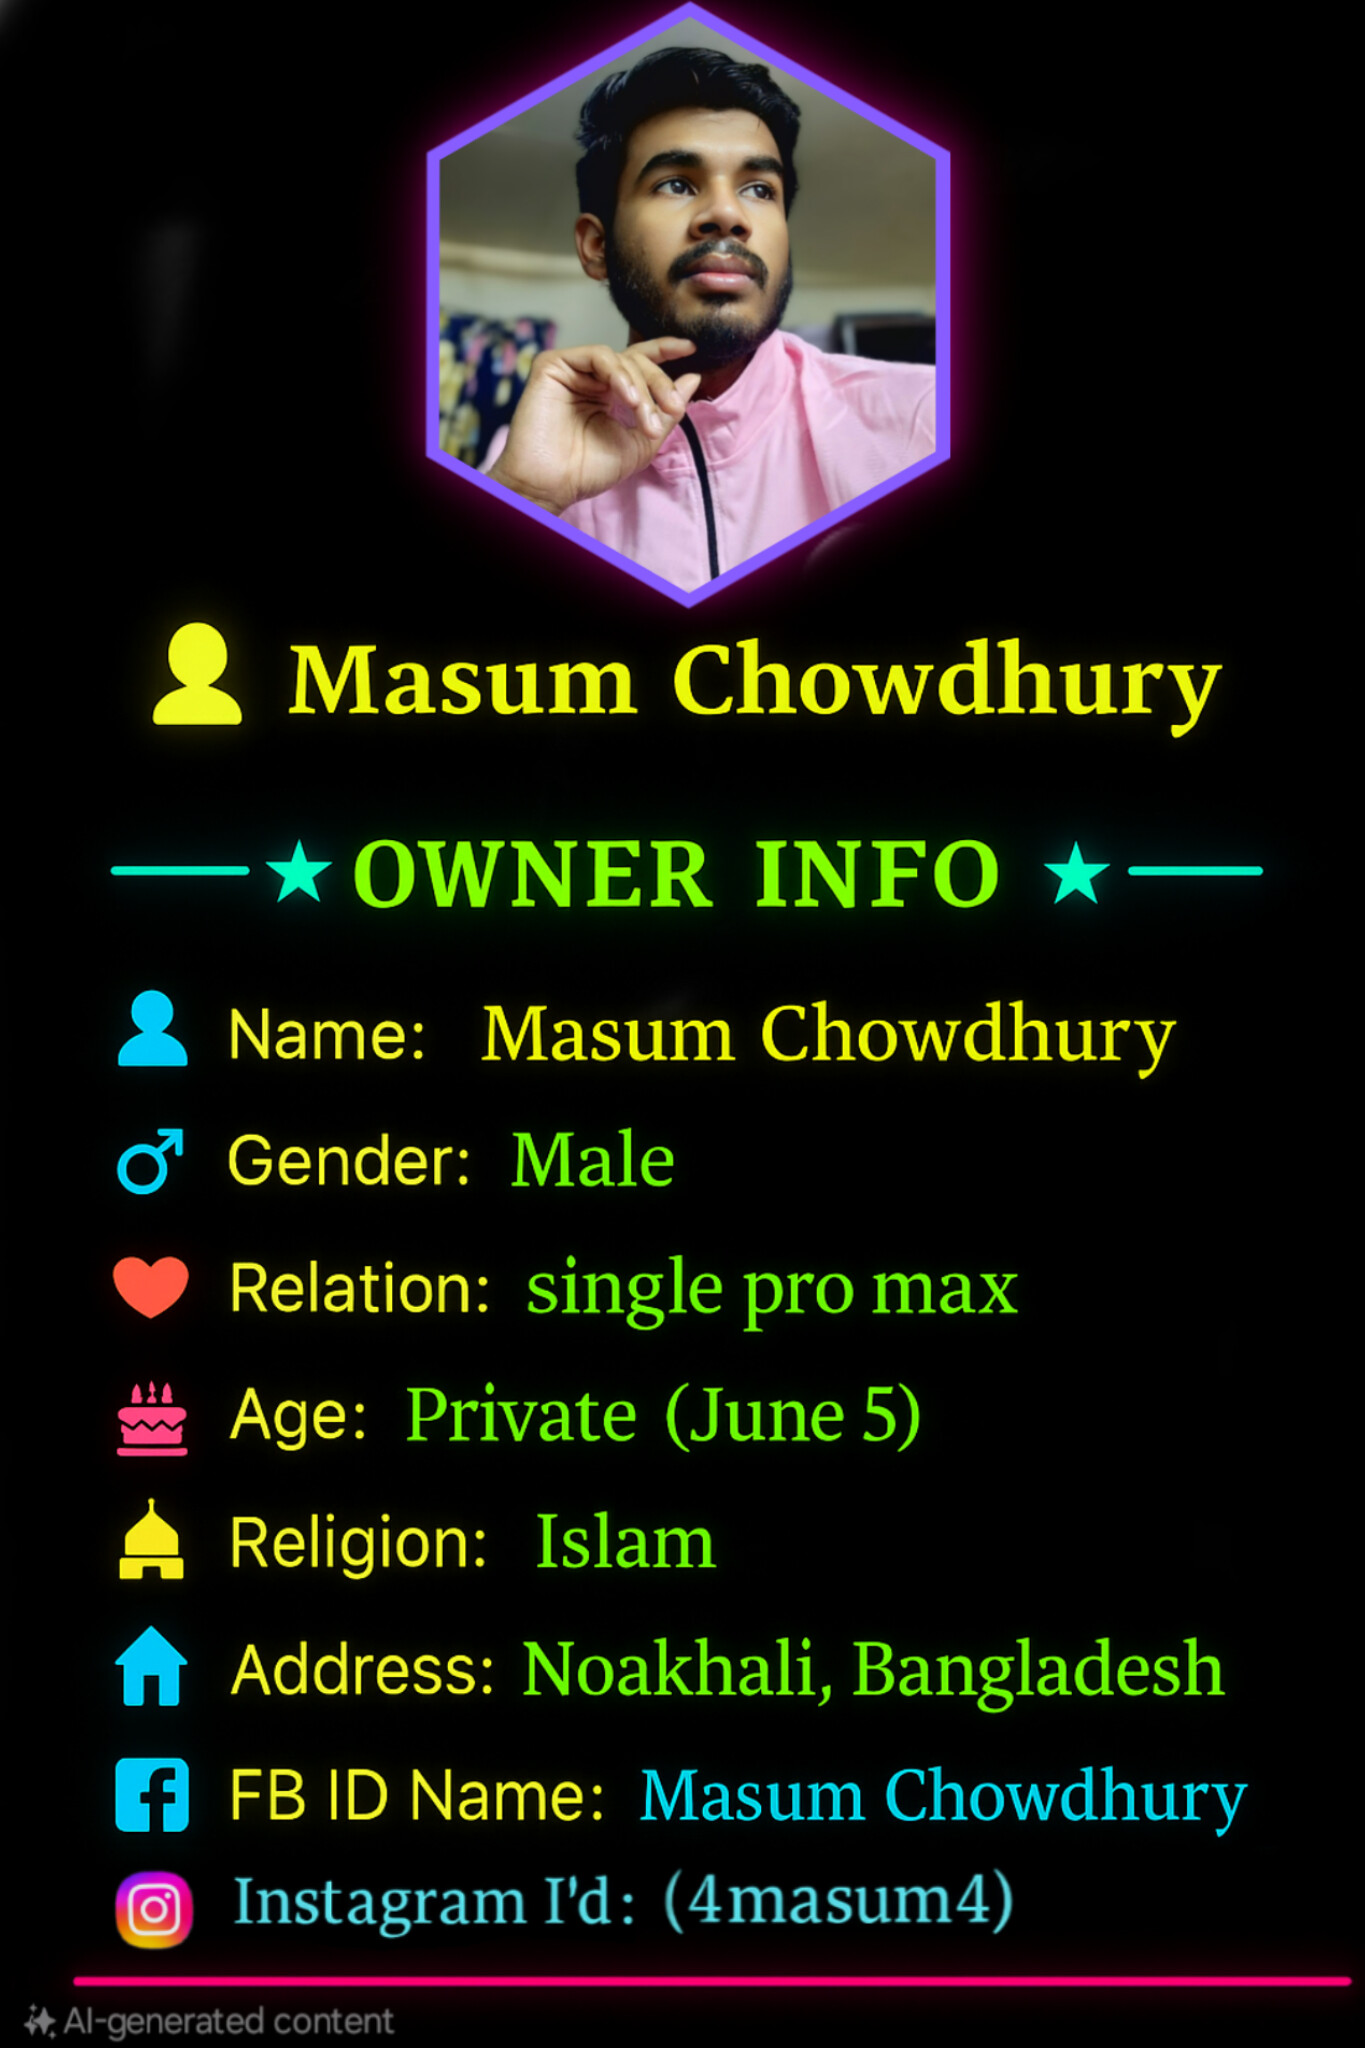 Masum Chowdhury
OWNER INFO
Name: Masum Chowdhury
Gender: Male
Relation: single pro max
Age: Private (June 5)
Religion: Islam
Address: Noakhali, Bangladesh
FB ID Name: Masum Chowdhury
Instagram I'd: (4masum4)
AI-generated content